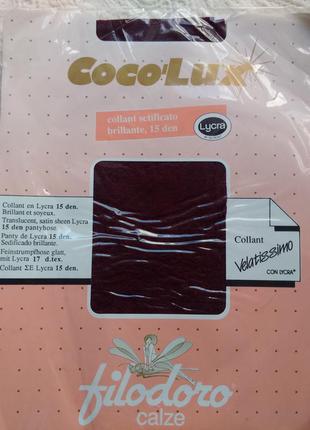 Coco-Lux
collant setificato
brillante, 15 den
Lycra
Collant en Lycra 15 den.
Brillant et soyeux.
Translucent, satin sheen Lycra
15 den pantyhose
Panty de Lycra 15 den.
Sedificado brillante.
Feinstrumpfhose glatt,
mit Lycra 17 d.tex.
Collant ΣΕ Lycra 15 den.
Collant
Velatissimo
CON LYCRA®
filodoro
calze